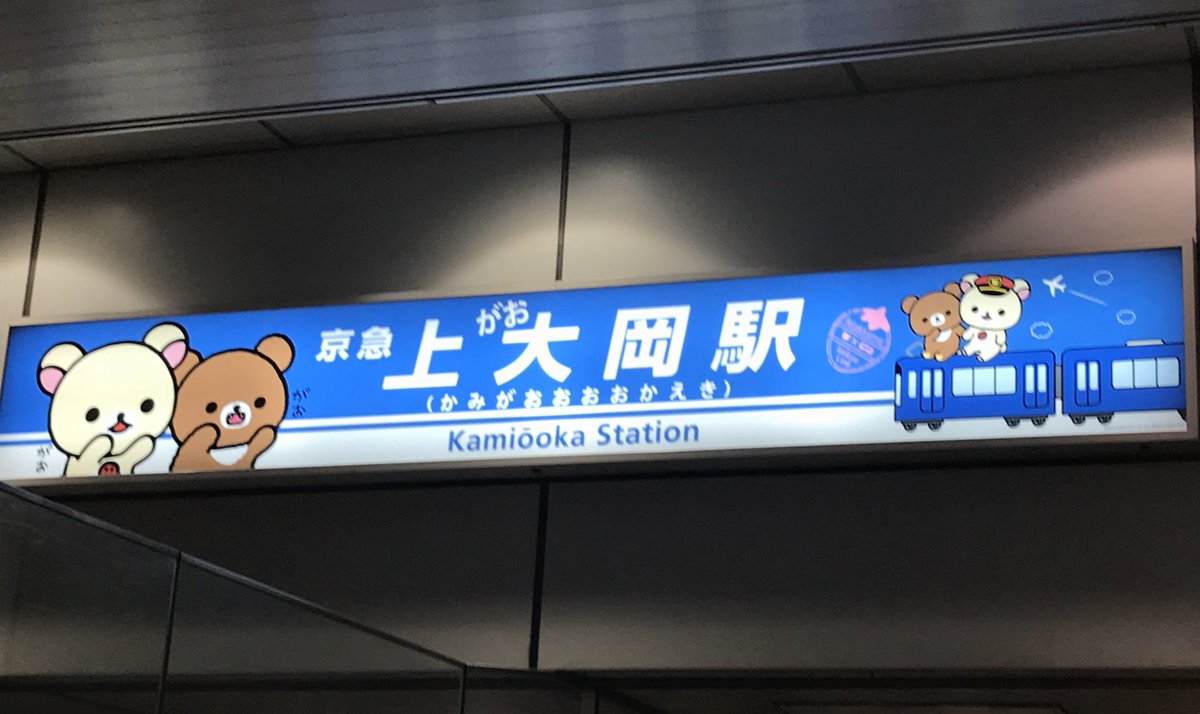 京急 上がお大岡駅
(かみがおおおおかえき)
Kamiōoka Station
がお
がお